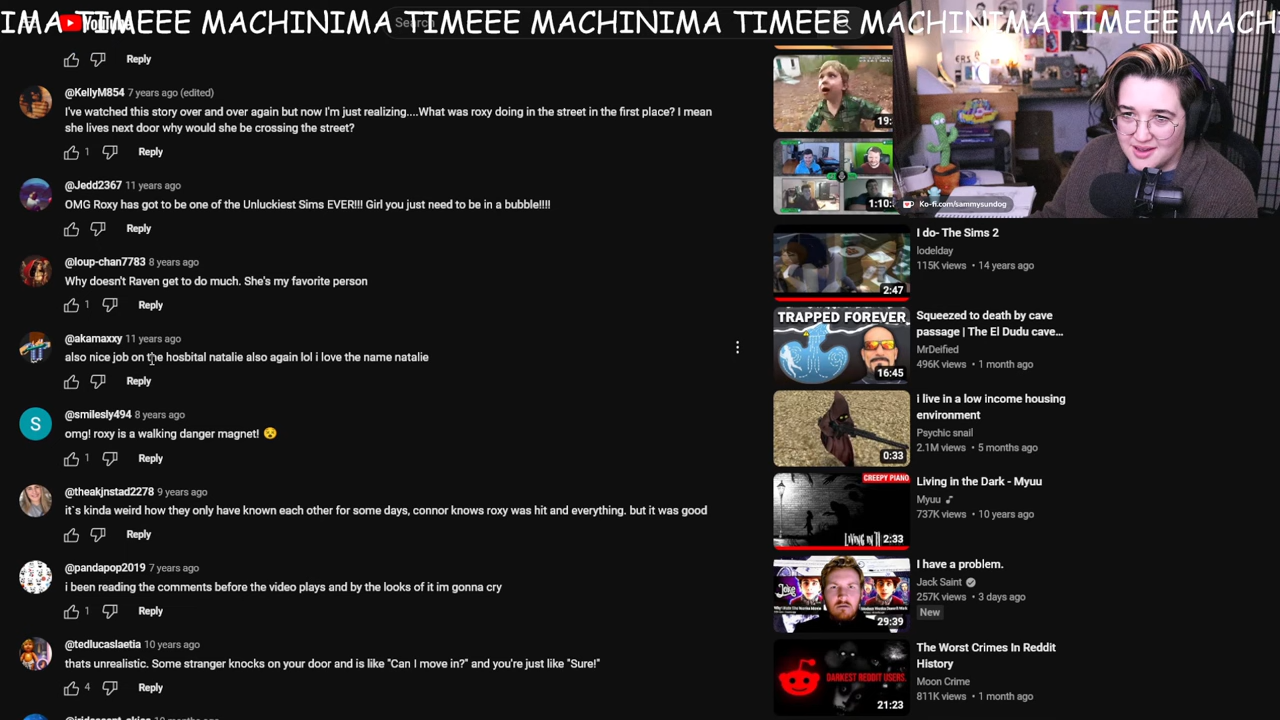 IMA TIMEEE MACHINIMA TIMEEE MACHINIMA TIMEEE MACHINIMA TIMEEE MACHI
YouTube
Search
Reply
@KellyM854 7 years ago (edited)
I've watched this story over and over again but now I'm just realizing....What was roxy doing in the street in the first place? I mean
she lives next door why would she be crossing the street?
1 Reply
@Jedd2367 11 years ago
OMG Roxy has got to be one of the Unluckiest Sims EVER!!! Girl you just need to be in a bubble!!!!
Reply
@loup-chan7783 8 years ago
Why doesn't Raven get to do much. She's my favorite person
1 Reply
@akamaxxy 11 years ago
also nice job on the hosbital natalie also again lol i love the name natalie
Reply
@smilesly494 8 years ago
S
omg! roxy is a walking danger magnet! 😵
1 Reply
@theakjnstad2278 9 years ago
it`s kinda weird how they only have known each other for some days, connor knows roxy was hit and everything. but it was good
Reply
7 years ago
i always read the comments before the video plays and by the looks of it im gonna cry
1 Reply
@tedlucaslaetia 10 years ago
thats unrealistic. Some stranger knocks on your door and is like "Can I move in?" and you're just like "Sure!"
4 Reply
19:
1:10:
Ko-fi.com/sammysundog
I do- The Sims 2
lodelday
115K views • 14 years ago
2:47
TRAPPED FOREVER
16:45
Squeezed to death by cave
passage | The El Dudu cave...
MrDeified
496K views • 1 month ago
i live in a low income housing
environment
Psychic snail
2.1M views • 5 months ago
0:33
CREEPY PIANO
2:33
Living in the Dark - Myuu
Myuu
737K views • 10 years ago
I have a problem.
Jack Saint
257K views • 3 days ago
New
29:39
The Worst Crimes In Reddit
History
Moon Crime
811K views • 1 month ago
DARKEST REDDIT USERS.
21:23